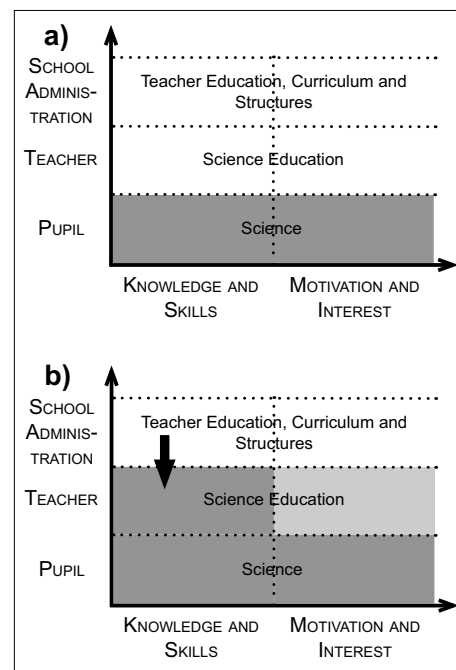 a)
SCHOOL
ADMINIS-
TRATION
Teacher Education, Curriculum and
Structures
TEACHER
Science Education
PUPIL
Science
KNOWLEDGE AND
SKILLS
MOTIVATION AND
INTEREST
b)
SCHOOL
ADMINIS-
TRATION
Teacher Education, Curriculum and
Structures
TEACHER
Science Education
PUPIL
Science
KNOWLEDGE AND
SKILLS
MOTIVATION AND
INTEREST